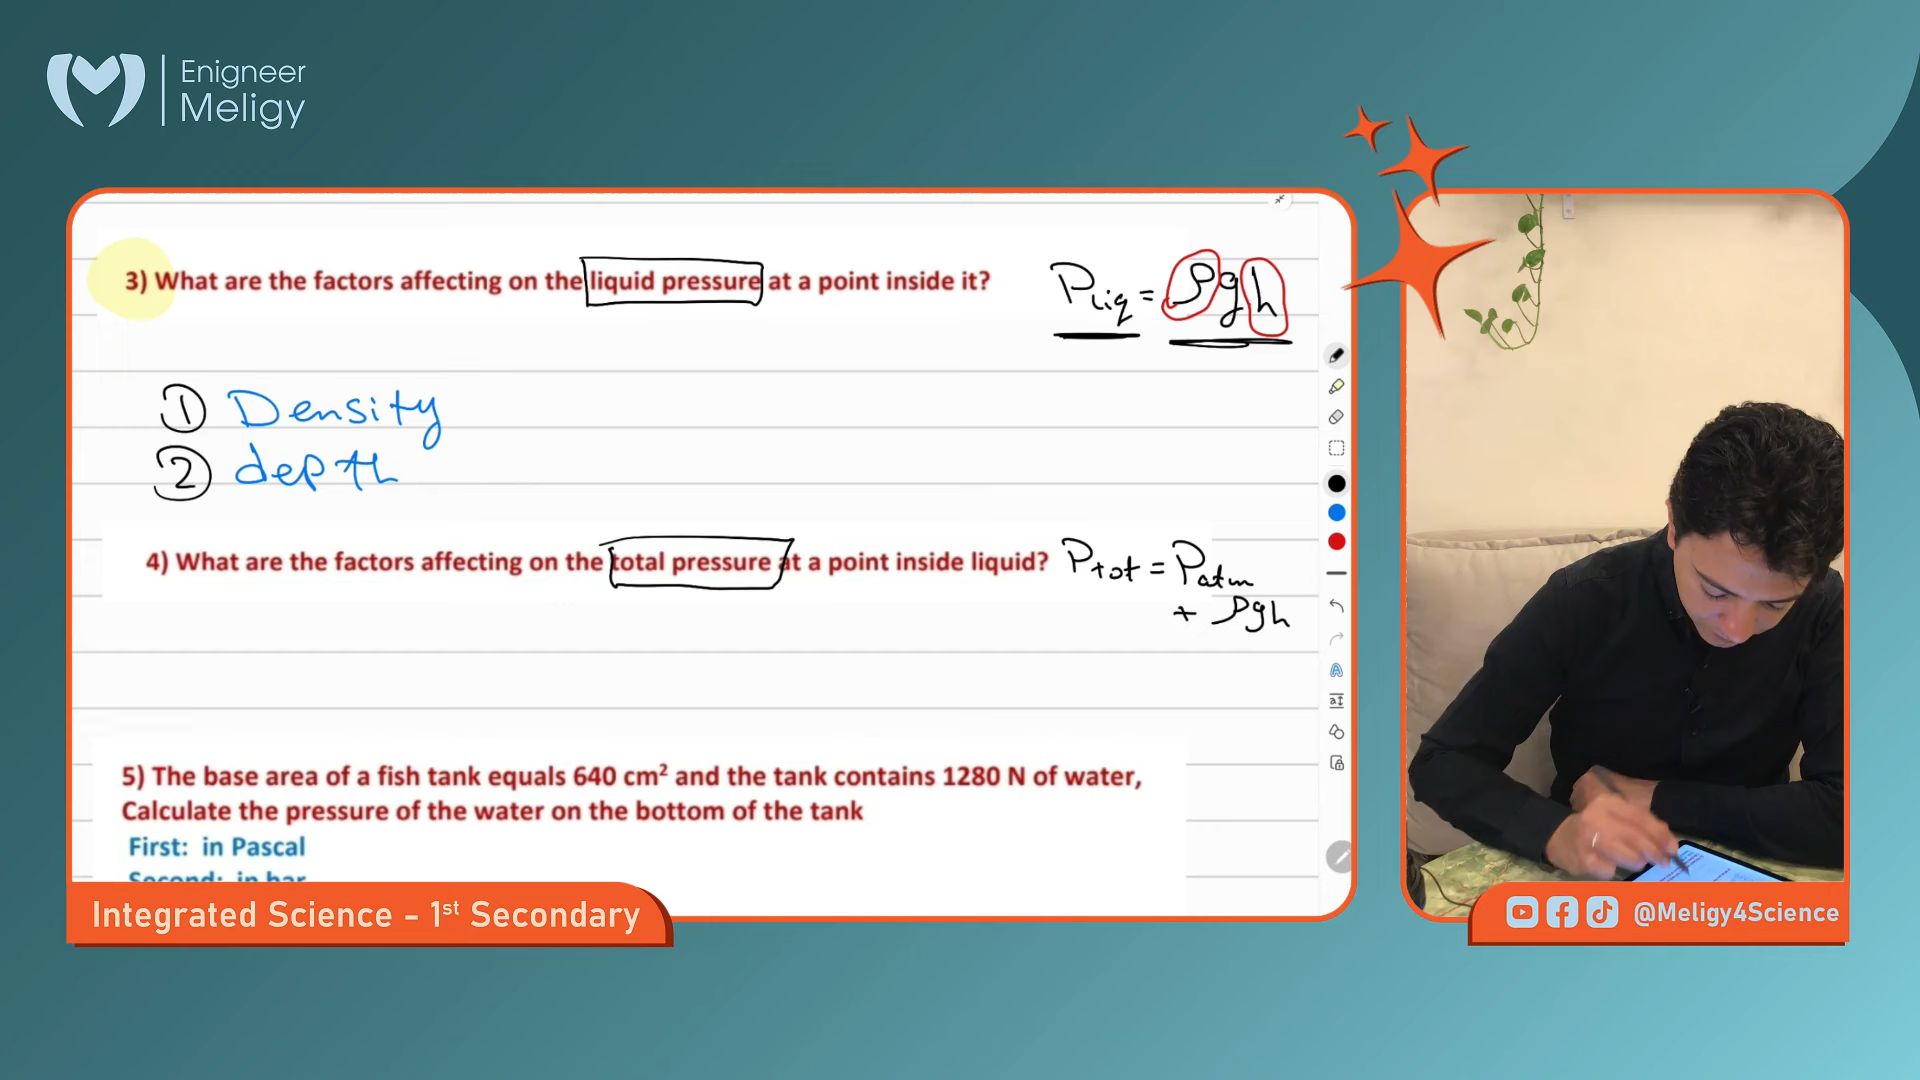 Enigneer
Meligy
3) What are the factors affecting on the liquid pressure at a point inside it?
Pliq = ρgh
① Density
② depth
4) What are the factors affecting on the total pressure at a point inside liquid?
Ptot = Patm
+ ρgh
5) The base area of a fish tank equals 640 cm² and the tank contains 1280 N of water,
Calculate the pressure of the water on the bottom of the tank
First: in Pascal
Second: in bar
Integrated Science - 1st Secondary
@Meligy4Science